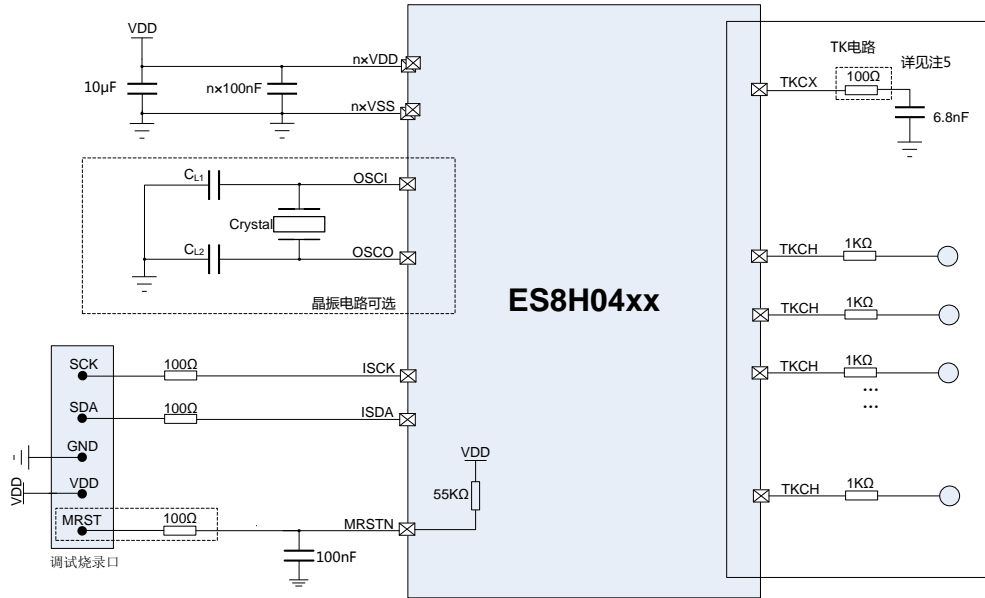 VDD
10μF
n×100nF
n×VDD
n×VSS
CL1
OSCI
Crystal
CL2
OSCO
晶振电路可选
ES8H04xx
SCK
100Ω
ISCK
SDA
100Ω
ISDA
GND
VDD
VDD
MRST
100Ω
MRSTN
100nF
调试烧录口
VDD
55KΩ
TK电路
详见注5
TKCX
100Ω
6.8nF
TKCH
1KΩ
TKCH
1KΩ
TKCH
1KΩ
...
...
TKCH
1KΩ